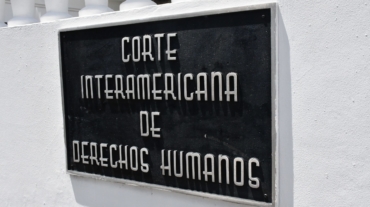 CORTE
INTERAMERICANA
DE
DERECHOS HUMANOS